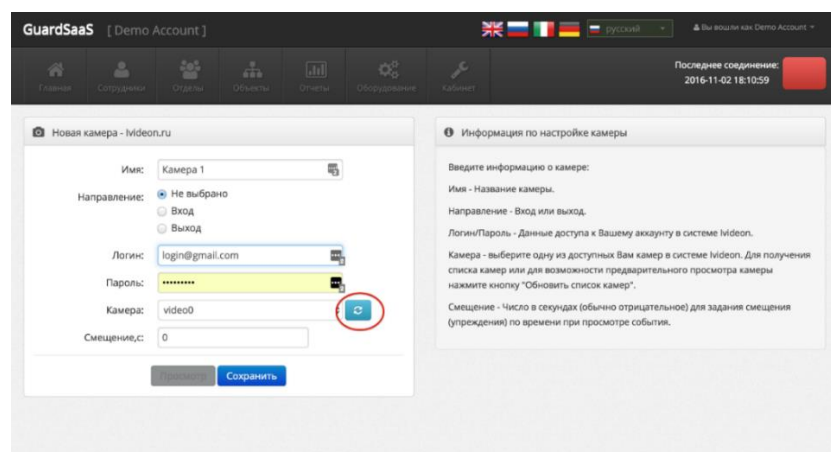 GuardSaaS [ Demo Account ]
русский
Вы вошли как Demo Account
Главная Сотрудники Отделы Объекты Отчеты Оборудование Кабинет
Последнее соединение:
2016-11-02 18:10:59
Новая камера - Ivideon.ru
Имя: Камера 1
Направление: Не выбрано
Вход
Выход
Логин: login@gmail.com
Пароль: •••••••••
Камера: video0
Смещение,с: 0
Просмотр Сохранить
Информация по настройке камеры
Введите информацию о камере:
Имя - Название камеры.
Направление - Вход или выход.
Логин/Пароль - Данные доступа к Вашему аккаунту в системе Ivideon.
Камера - выберите одну из доступных Вам камер в системе Ivideon. Для получения
списка камер или для возможности предварительного просмотра камеры
нажмите кнопку "Обновить список камер".
Смещение - Число в секундах (обычно отрицательное) для задания смещения
(упреждения) по времени при просмотре события.